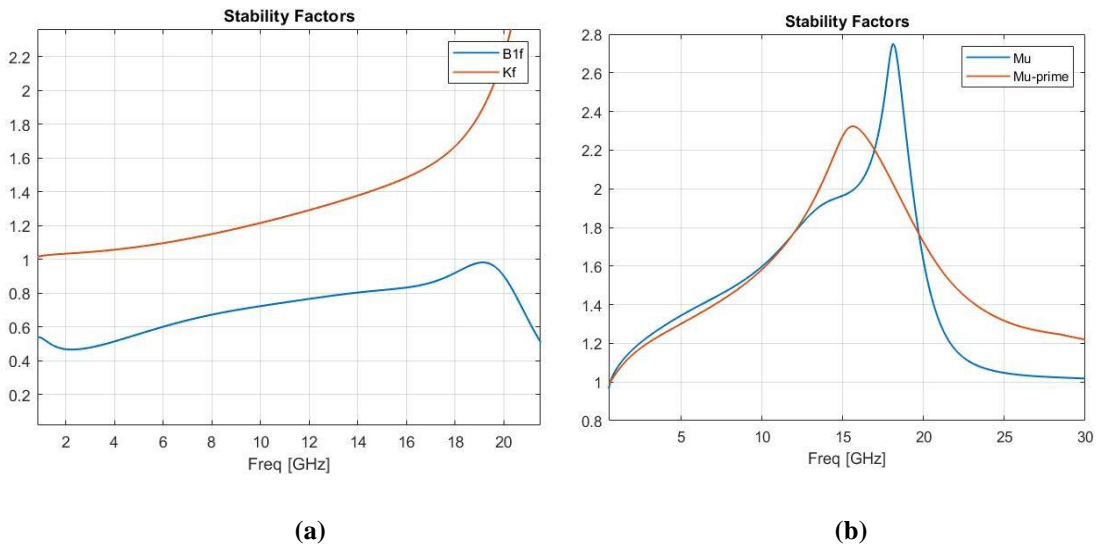 Stability Factors
B1f
Kf
2.2
2
1.8
1.6
1.4
1.2
1
0.8
0.6
0.4
0.2
2 4 6 8 10 12 14 16 18 20
Freq [GHz]
(a)
Stability Factors
Mu
Mu-prime
2.8
2.6
2.4
2.2
2
1.8
1.6
1.4
1.2
1
0.8
5 10 15 20 25 30
Freq [GHz]
(b)